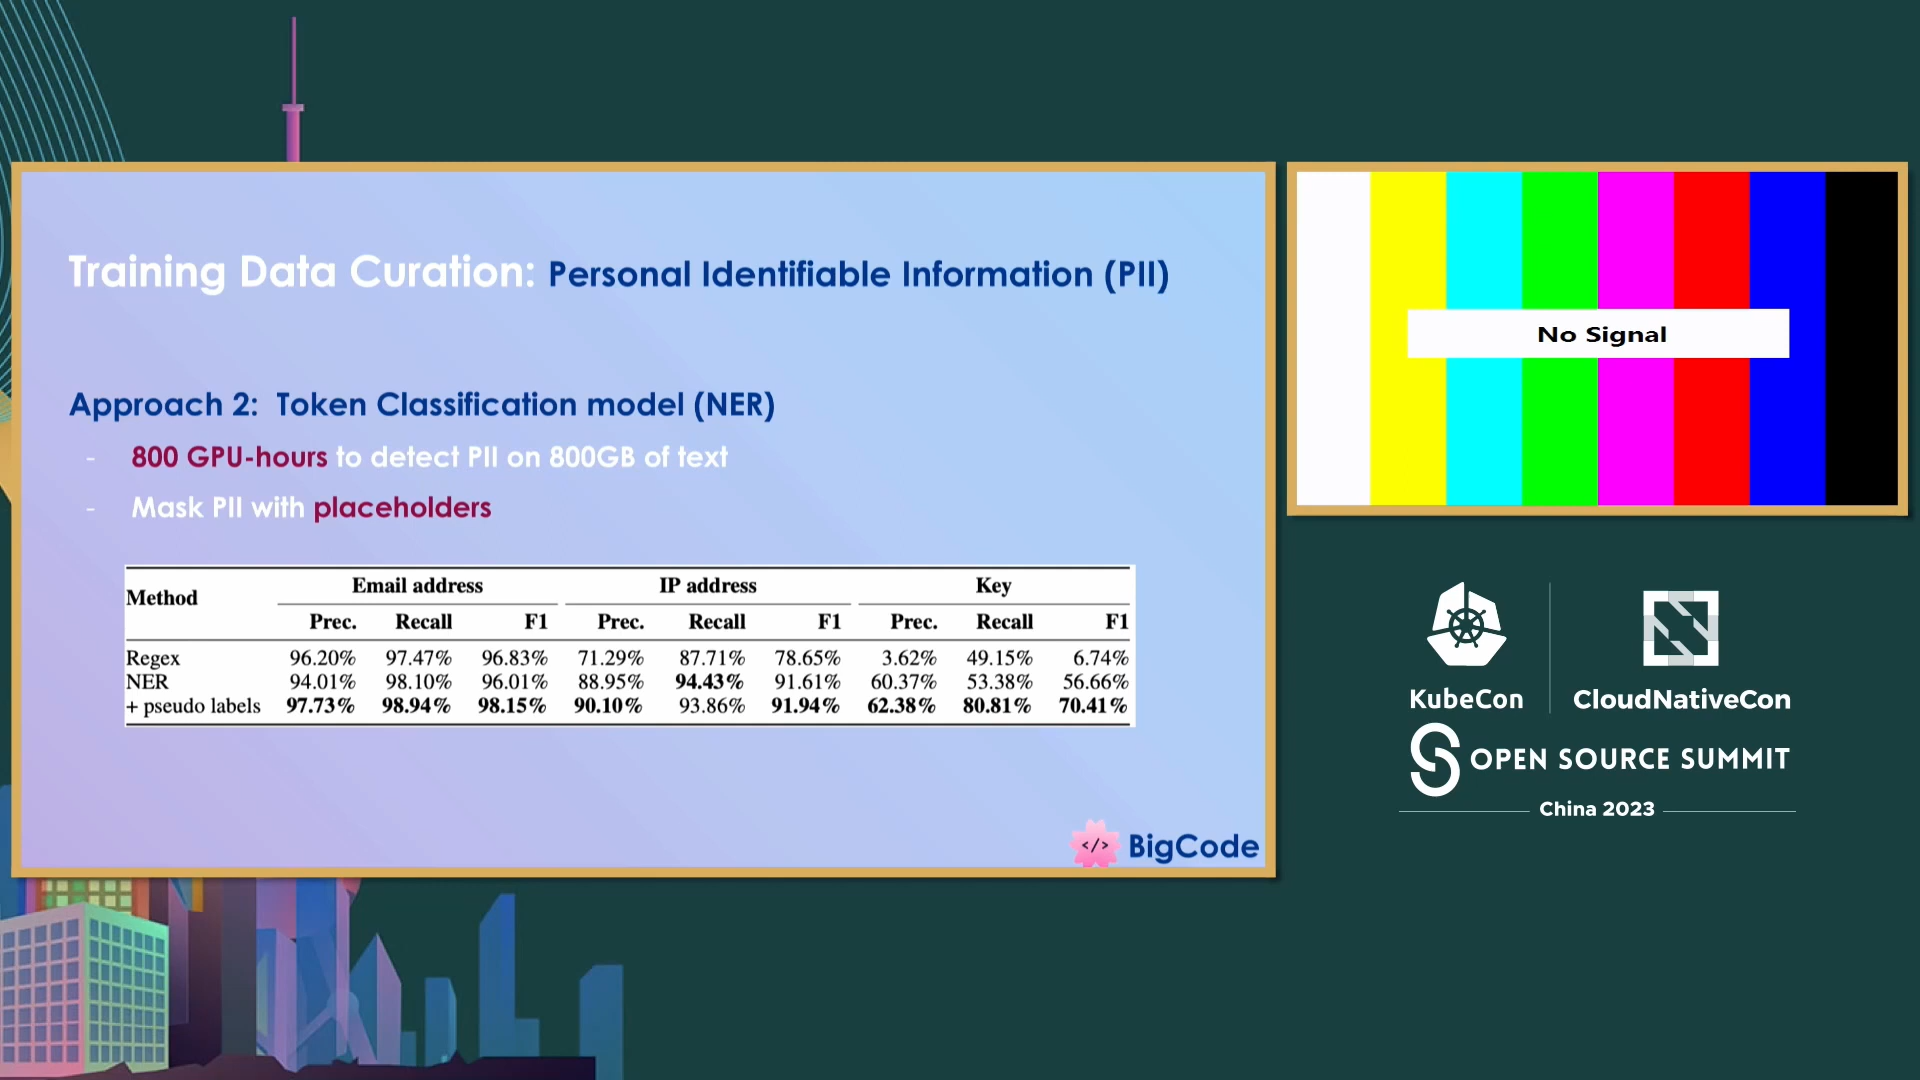 Training Data Curation: Personal Identifiable Information (PII)
Approach 2: Token Classification model (NER)
- 800 GPU-hours to detect PII on 800GB of text
- Mask PII with placeholders
Method Email address IP address Key
Prec. Recall F1 Prec. Recall F1 Prec. Recall F1
Regex 96.20% 97.47% 96.83% 71.29% 87.71% 78.65% 3.62% 49.15% 6.74%
NER 94.01% 98.10% 96.01% 88.95% 94.43% 91.61% 60.37% 53.38% 56.66%
+ pseudo labels 97.73% 98.94% 98.15% 90.10% 93.86% 91.94% 62.38% 80.81% 70.41%
</> BigCode
No Signal
KubeCon CloudNativeCon
OPEN SOURCE SUMMIT
China 2023